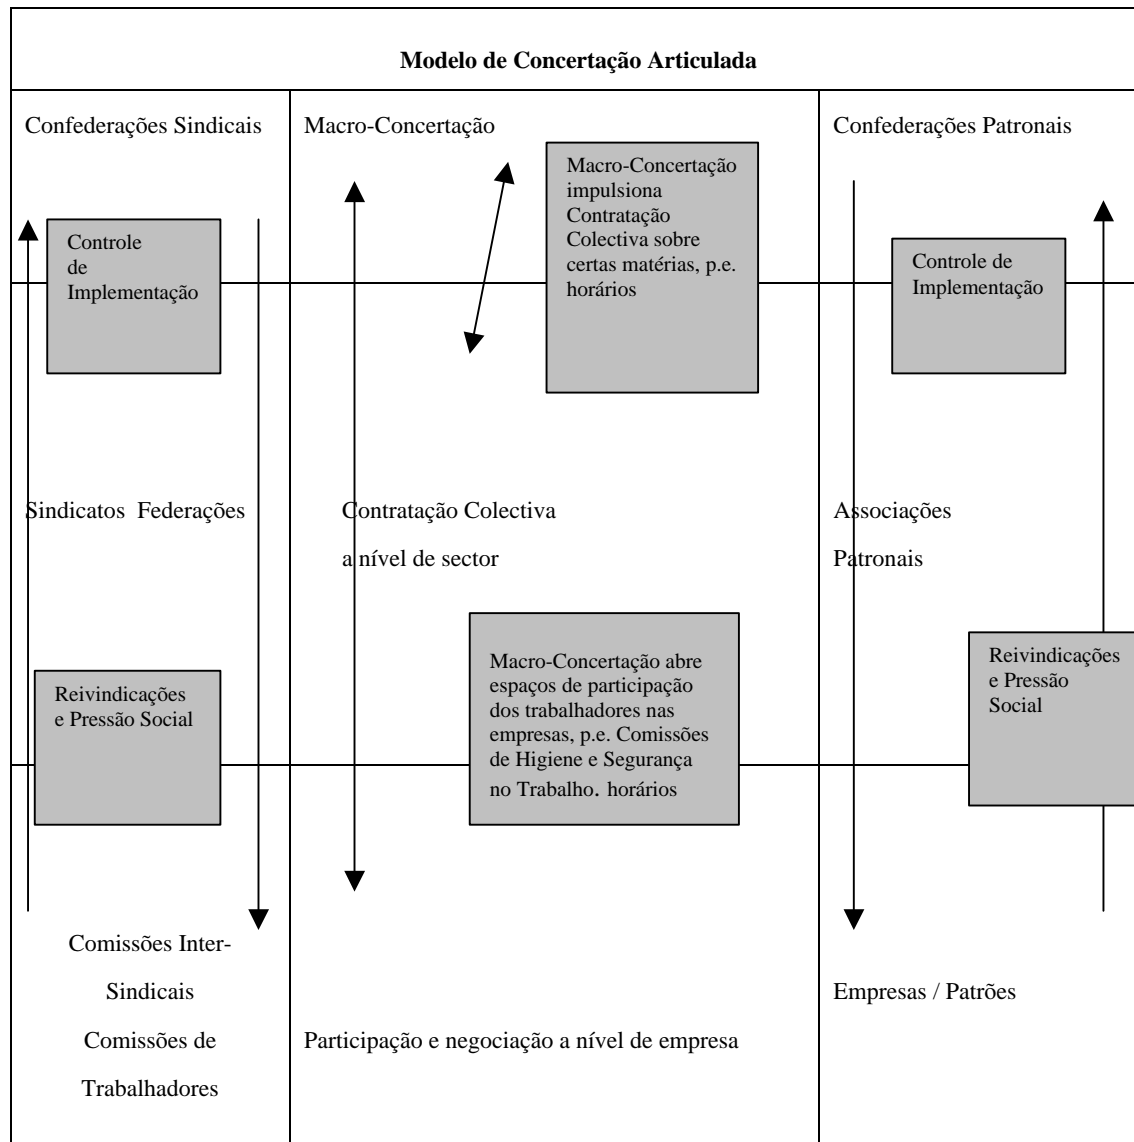 Modelo de Concertação Articulada
Confederações Sindicais
Macro-Concertação
Confederações Patronais
Controle
de
Implementação
Macro-Concertação
impulsiona
Contratação
Colectiva sobre
certas matérias, p.e.
horários
Controle de
Implementação
Sindicatos Federações
Contratação Colectiva
a nível de sector
Associações
Patronais
Reivindicações
e Pressão Social
Macro-Concertação abre
espaços de participação
dos trabalhadores nas
empresas, p.e. Comissões
de Higiene e Segurança
no Trabalho. horários
Reivindicações
e Pressão
Social
Comissões Inter-
Sindicais
Comissões de
Trabalhadores
Participação e negociação a nível de empresa
Empresas / Patrões